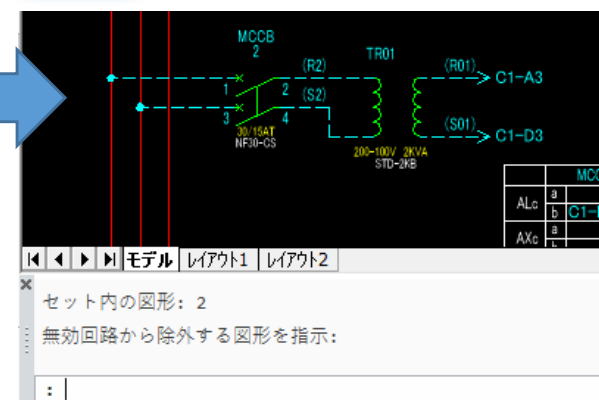 MCCB
2
TR01
(R2)
(R01)
C1-A3
1
2
(S2)
3
4
(S01)
C1-D3
30/15AT
NF30-CS
200-100V 2KVA
STD-2KB
MCC
ALc
a
b
C1-
AXc
a
モデル
レイアウト1
レイアウト2
セット内の図形: 2
無効回路から除外する図形を指示:
: